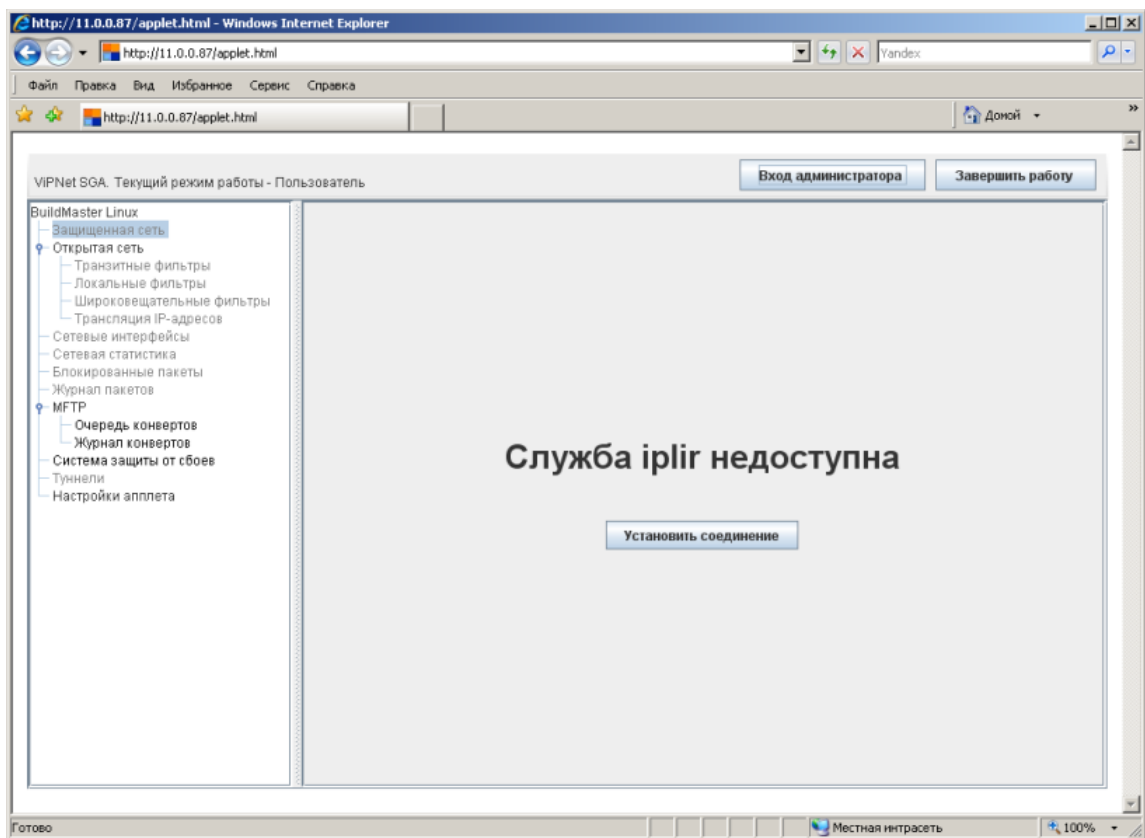 http://11.0.0.87/applet.html - Windows Internet Explorer
http://11.0.0.87/applet.html
Yandex
Файл Правка Вид Избранное Сервис Справка
http://11.0.0.87/applet.html
Домой
ViPNet SGA. Текущий режим работы - Пользователь
Вход администратора
Завершить работу
BuildMaster Linux
Защищенная сеть
Открытая сеть
Транзитные фильтры
Локальные фильтры
Широковещательные фильтры
Трансляция IP-адресов
Сетевые интерфейсы
Сетевая статистика
Блокированные пакеты
Журнал пакетов
MFTP
Очередь конвертов
Журнал конвертов
Система защиты от сбоев
Туннели
Настройки апплета
Служба iplir недоступна
Установить соединение
Готово
Местная интрасеть
100%